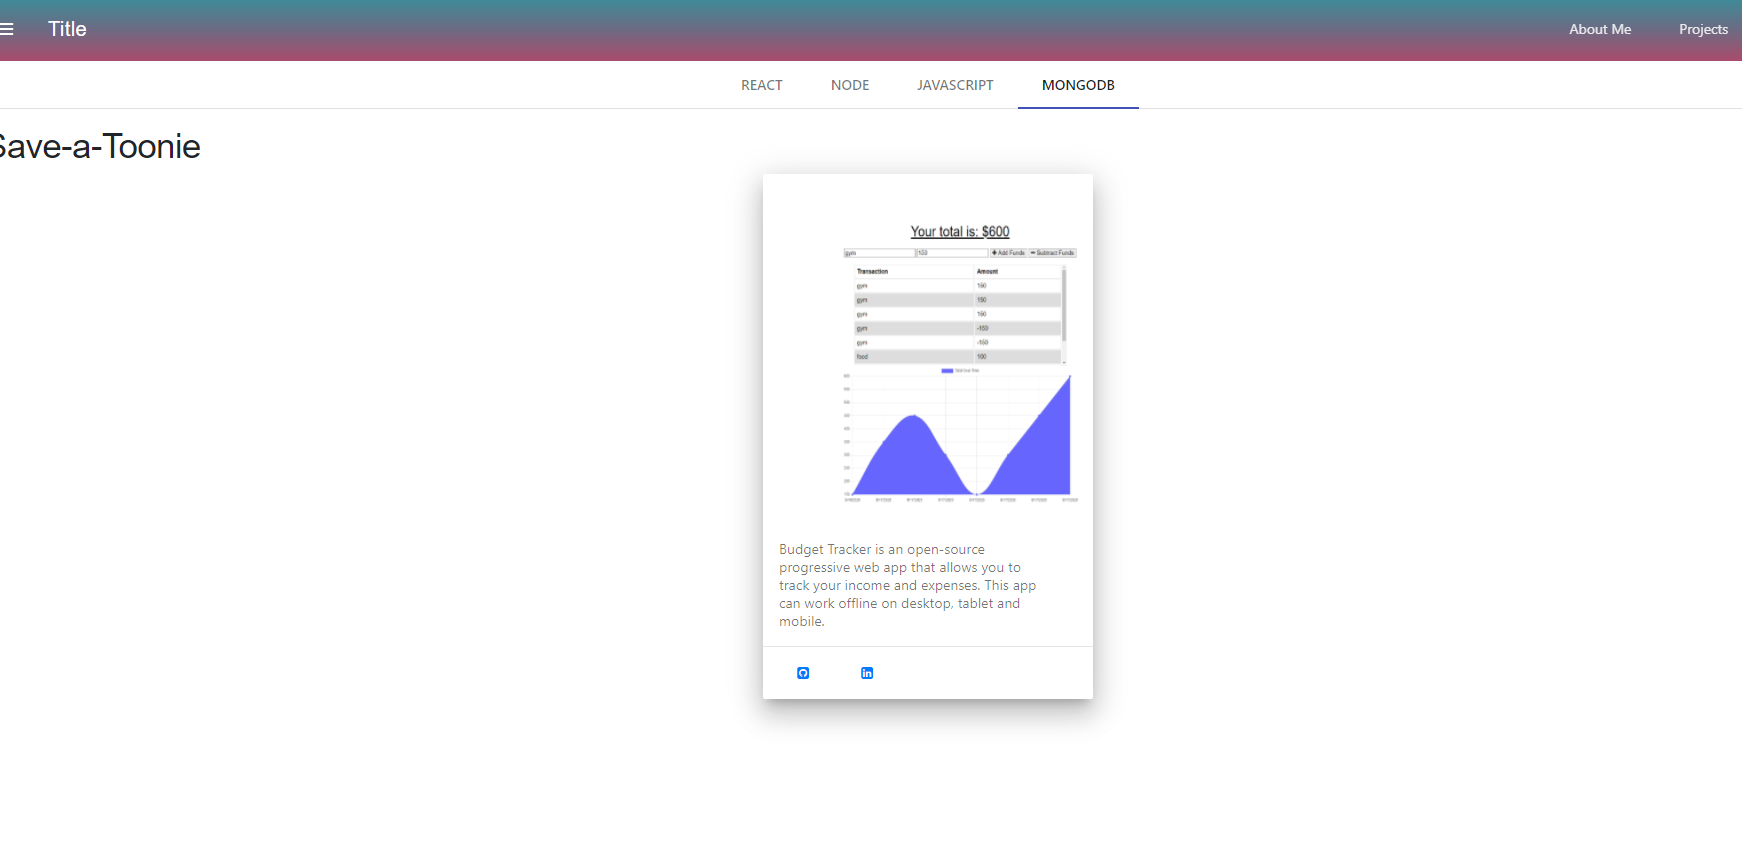 Title
About Me
Projects
REACT
NODE
JAVASCRIPT
MONGODB
Save-a-Toonie
Your total is: $600
gym
150
Add Funds
Subtract Funds
Transaction Amount
gym 150
gym 150
gym 150
gym -150
gym -150
food 100
Budget Tracker is an open-source
progressive web app that allows you to
track your income and expenses. This app
can work offline on desktop, tablet and
mobile.
in